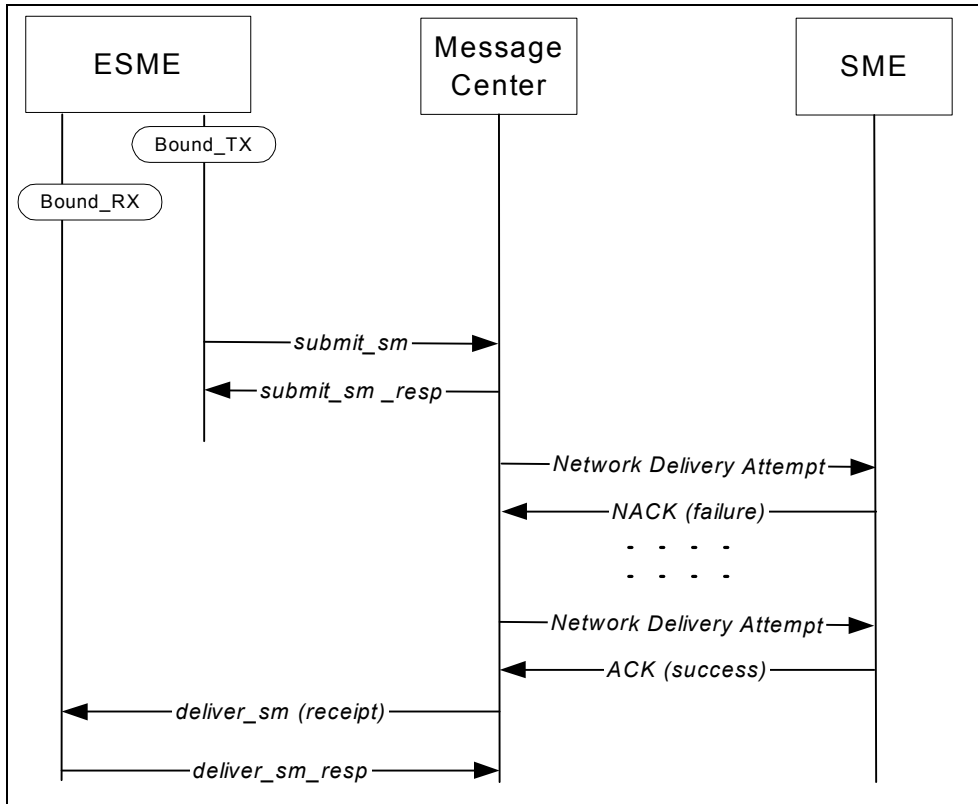 ESME
Message
Center
SME
Bound_TX
Bound_RX
submit_sm
submit_sm _resp
Network Delivery Attempt
NACK (failure)
- - - -
- - - -
Network Delivery Attempt
ACK (success)
deliver_sm (receipt)
deliver_sm_resp